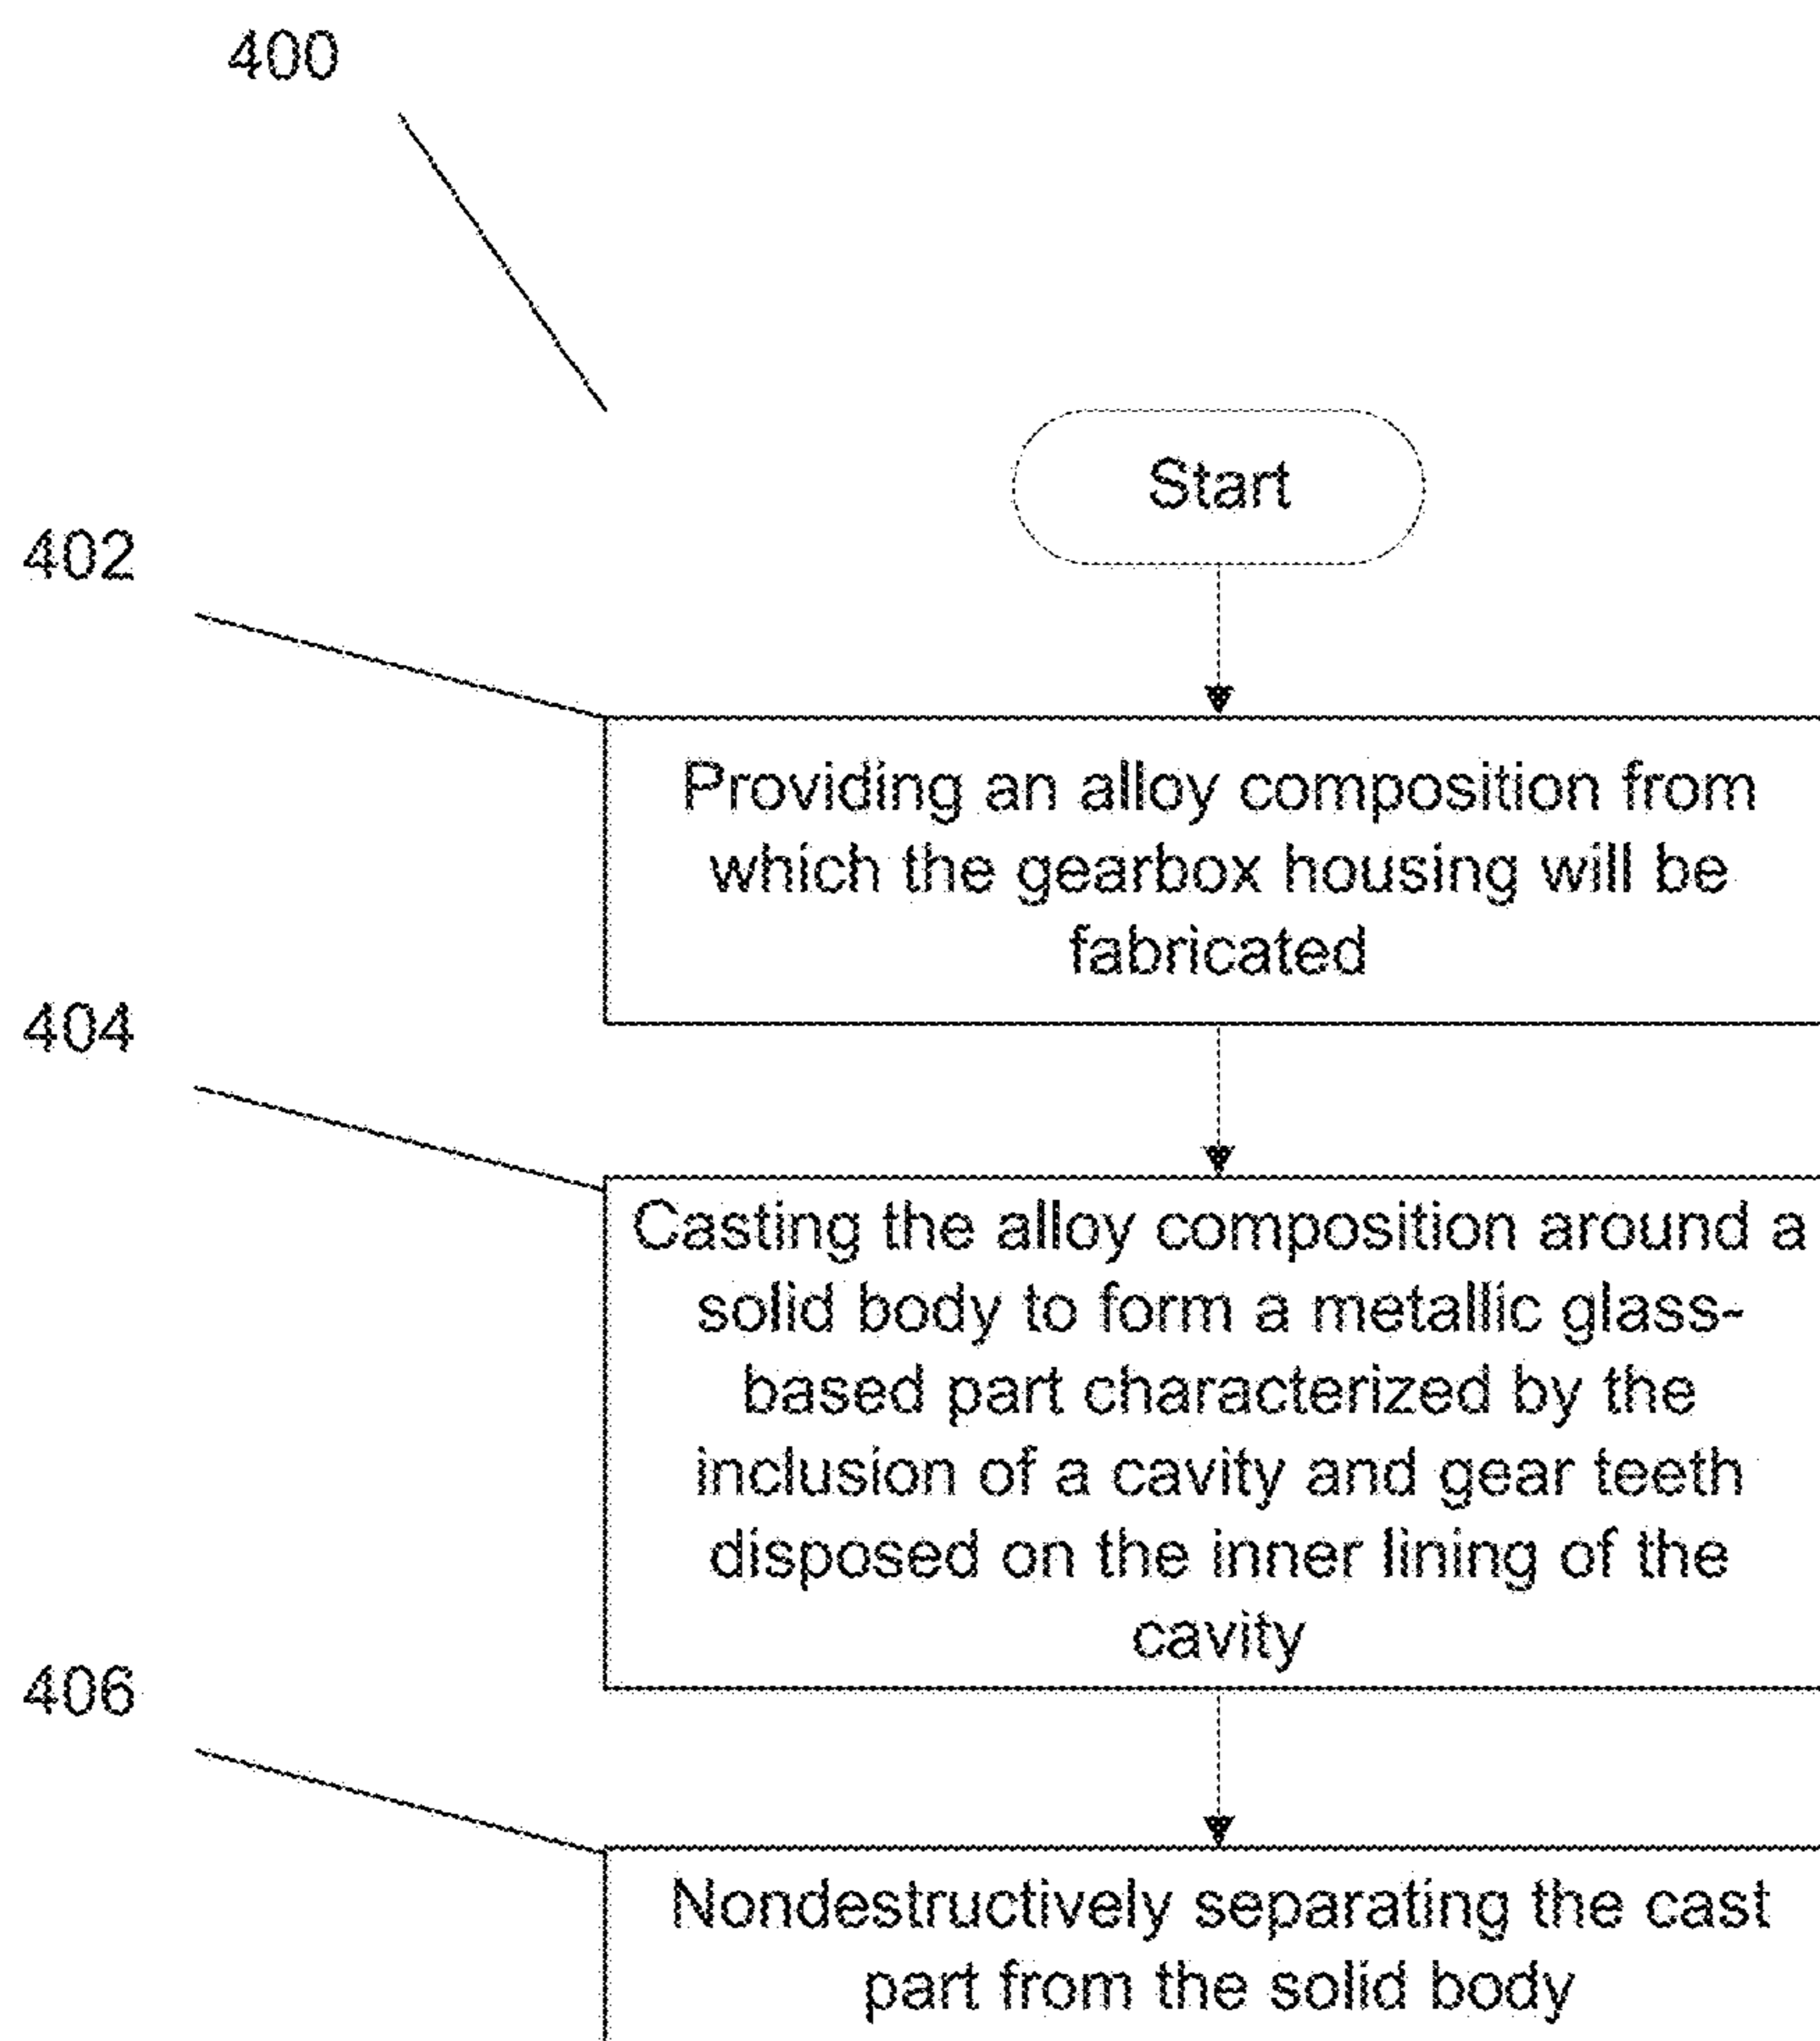 400
Start
402
Providing an alloy composition from
which the gearbox housing will be
fabricated
404
Casting the alloy composition around a
solid body to form a metallic glass-
based part characterized by the
inclusion of a cavity and gear teeth
disposed on the inner lining of the
cavity
406
Nondestructively separating the cast
part from the solid body